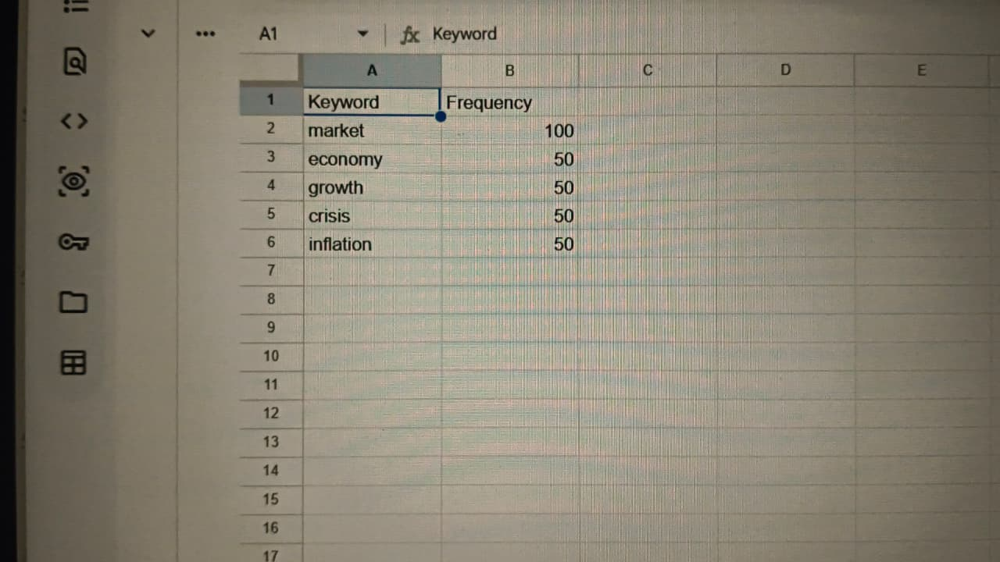 A1 fx Keyword
A B C D E
1 Keyword Frequency
2 market 100
3 economy 50
4 growth 50
5 crisis 50
6 inflation 50
7
8
9
10
11
12
13
14
15
16
17